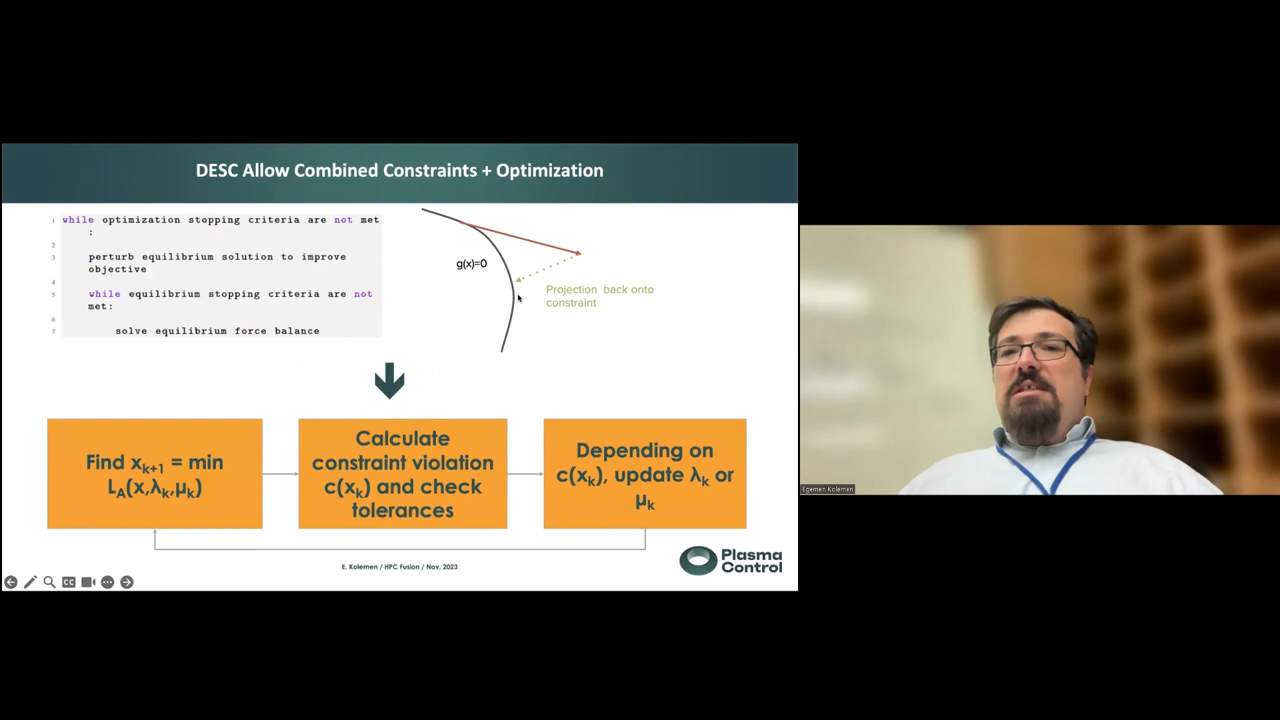 DESC Allow Combined Constraints + Optimization
1 while optimization stopping criteria are not met
:
2
3 perturb equilibrium solution to improve
objective
4
5 while equilibrium stopping criteria are not
met:
6
7 solve equilibrium force balance
g(x)=0
Projection back onto
constraint
Find xₖ₊₁ = min
L_A(x,λₖ,μₖ)
Calculate
constraint violation
c(xₖ) and check
tolerances
Depending on
c(xₖ), update λₖ or
μₖ
E. Kolemen / HPC Fusion / Nov. 2023
Plasma
Control
CC
Egemen Kolemen